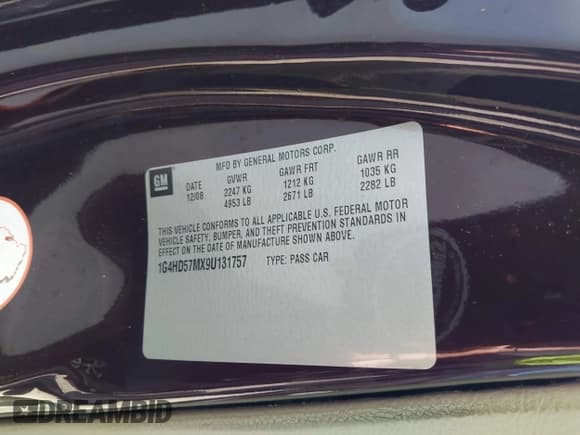 MFD BY GENERAL MOTORS CORP.
GM
DATE GVWR GAWR FRT GAWR RR
12/08 2247 KG 1212 KG 1035 KG
4953 LB 2671 LB 2282 LB
THIS VEHICLE CONFORMS TO ALL APPLICABLE U.S. FEDERAL MOTOR
VEHICLE SAFETY, BUMPER, AND THEFT PREVENTION STANDARDS IN
EFFECT ON THE DATE OF MANUFACTURE SHOWN ABOVE.
1G4HD57MX9U131757 TYPE: PASS CAR
DREAMBID